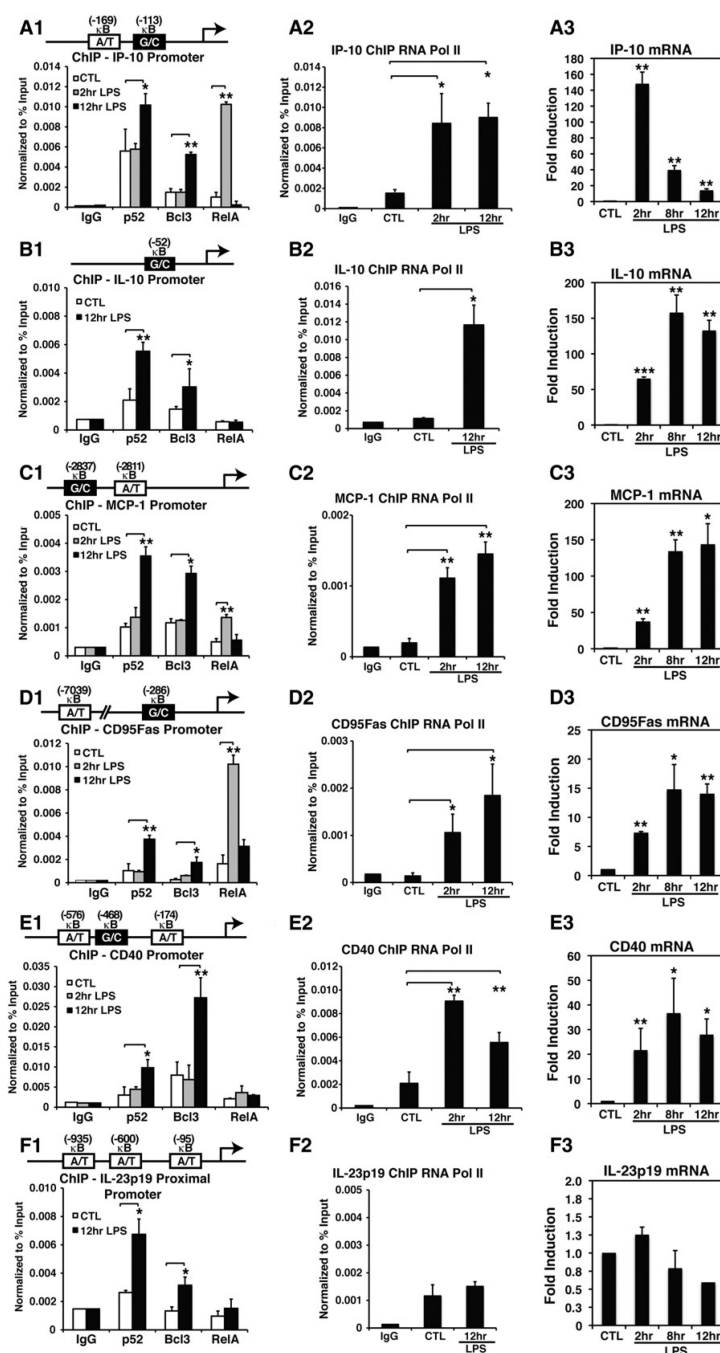 A1
(-169) (-113)
κB κB
A/T G/C
ChIP - IP-10 Promoter
Normalized to % Input
0.014
0.012
0.010
0.008
0.006
0.004
0.002
CTL
2hr LPS
12hr LPS
* ** **
IgG p52 Bcl3 RelA
A2
IP-10 ChIP RNA Pol II
Normalized to % Input
0.014
0.012
0.010
0.008
0.006
0.004
0.002
* *
IgG CTL 2hr 12hr
LPS
A3
IP-10 mRNA
Fold Induction
180
160
140
120
100
80
60
40
20
0
** ** **
CTL 2hr 8hr 12hr
LPS
B1
(-52)
κB
G/C
ChIP - IL-10 Promoter
Normalized to % Input
0.010
0.008
0.006
0.004
0.002
CTL
12hr LPS
** *
IgG p52 Bcl3 RelA
B2
IL-10 ChIP RNA Pol II
Normalized to % Input
0.016
0.014
0.012
0.010
0.008
0.006
0.004
0.002
*
IgG CTL 12hr
LPS
B3
IL-10 mRNA
Fold Induction
200
150
100
50
0
*** ** **
CTL 2hr 8hr 12hr
LPS
C1
(-2837) (-2811)
κB κB
G/C A/T
ChIP - MCP-1 Promoter
Normalized to % Input
0.005
0.004
0.003
0.002
0.001
CTL
2hr LPS
12hr LPS
** * **
IgG p52 Bcl3 RelA
C2
MCP-1 ChIP RNA Pol II
Normalized to % Input
0.002
0.001
** **
IgG CTL 2hr 12hr
LPS
C3
MCP-1 mRNA
Fold Induction
200
150
100
50
0
** ** *
CTL 2hr 8hr 12hr
LPS
D1
(-7039) (-286)
κB κB
A/T G/C
ChIP - CD95Fas Promoter
Normalized to % Input
0.012
0.010
0.008
0.006
0.004
0.002
CTL
2hr LPS
12hr LPS
** * **
IgG p52 Bcl3 RelA
D2
CD95Fas ChIP RNA Pol II
Normalized to % Input
0.003
0.002
0.001
* *
IgG CTL 2hr 12hr
LPS
D3
CD95Fas mRNA
Fold Induction
25
20
15
10
5
0
** * **
CTL 2hr 8hr 12hr
LPS
E1
(-576) (-468) (-174)
κB κB κB
A/T G/C A/T
ChIP - CD40 Promoter
Normalized to % Input
0.035
0.030
0.025
0.020
0.015
0.010
0.005
CTL
2hr LPS
12hr LPS
* **
IgG p52 Bcl3 RelA
E2
CD40 ChIP RNA Pol II
Normalized to % Input
0.012
0.010
0.008
0.006
0.004
0.002
** **
IgG CTL 2hr 12hr
LPS
E3
CD40 mRNA
Fold Induction
60
50
40
30
20
10
0
** * *
CTL 2hr 8hr 12hr
LPS
F1
(-935) (-600) (-95)
κB κB κB
A/T A/T A/T
ChIP - IL-23p19 Proximal
Promoter
Normalized to % Input
0.010
0.008
0.006
0.004
0.002
CTL
12hr LPS
* *
IgG p52 Bcl3 RelA
F2
IL-23p19 ChIP RNA Pol II
Normalized to % Input
0.005
0.004
0.003
0.002
0.001
IgG CTL 12hr
LPS
F3
IL-23p19 mRNA
Fold Induction
2.0
1.8
1.5
1.3
1.0
0.8
0.5
0.3
0.0
CTL 2hr 8hr 12hr
LPS